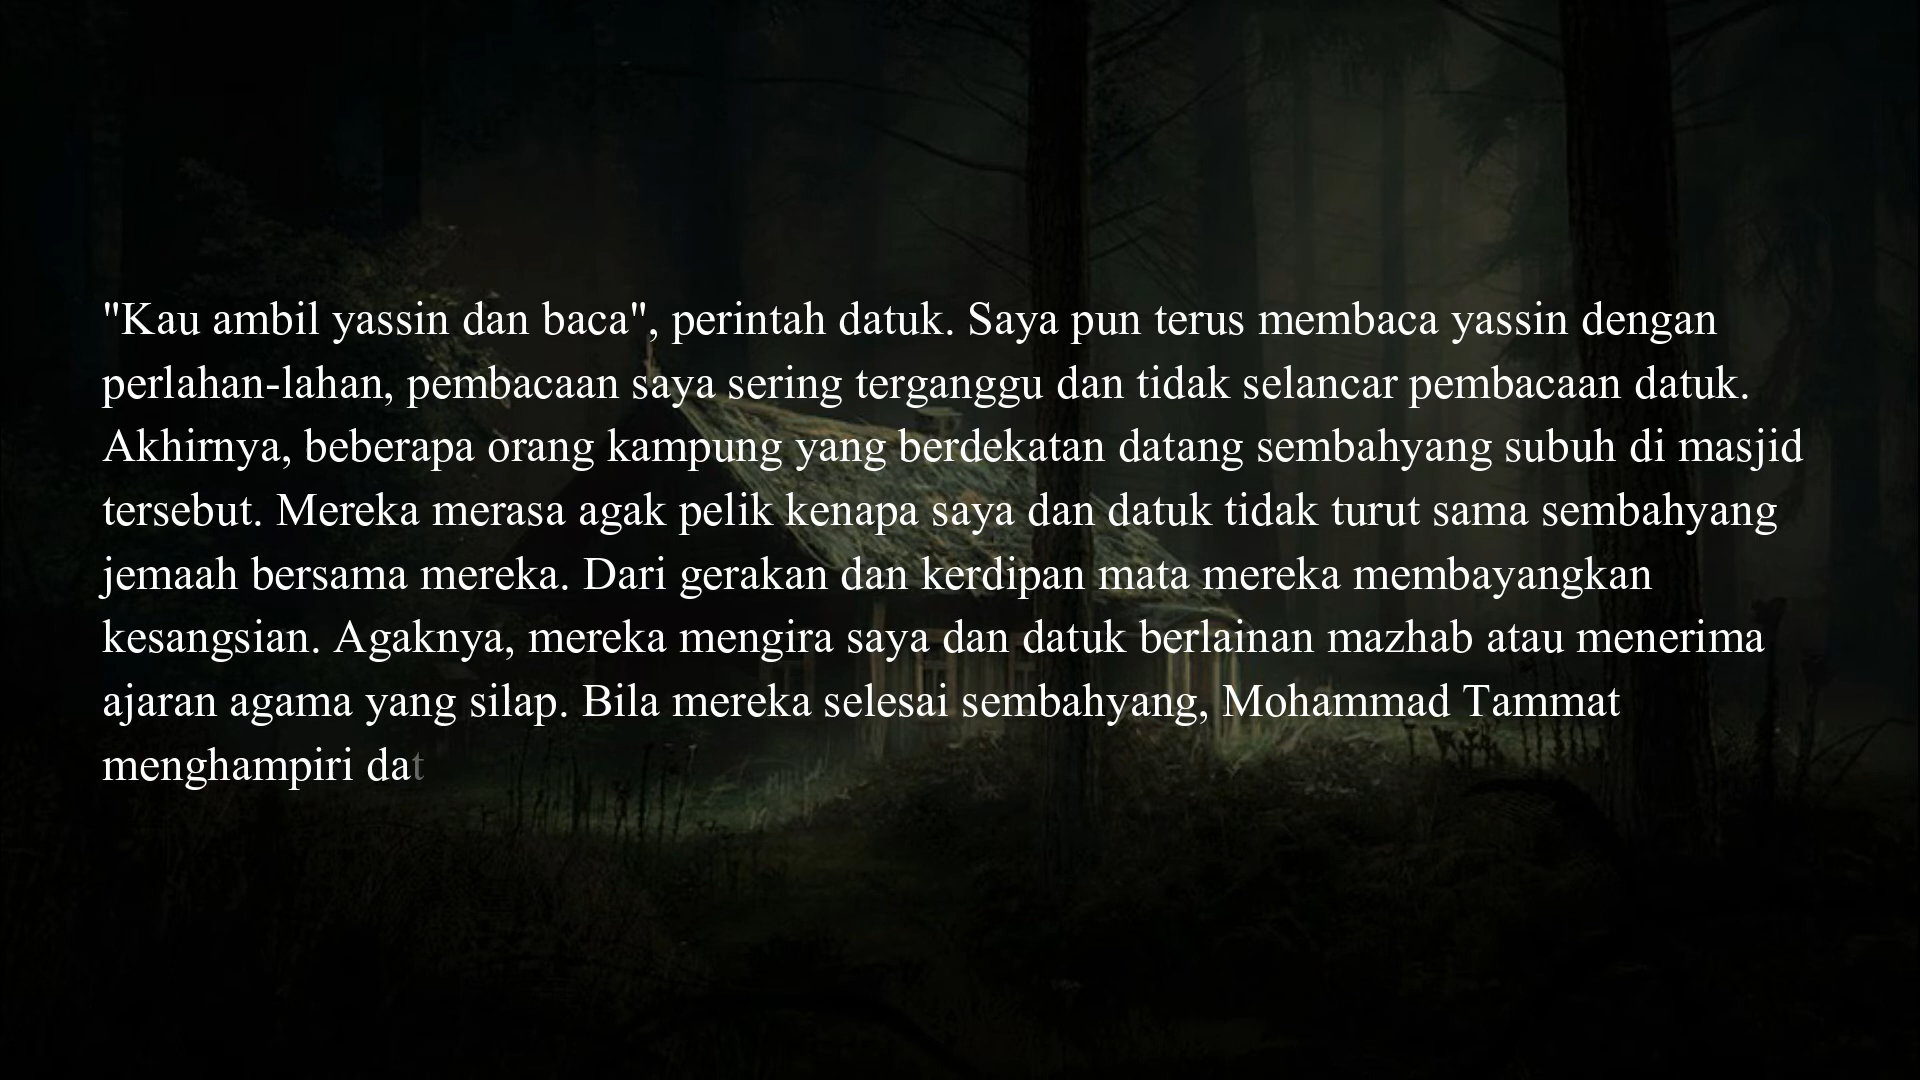 "Kau ambil yassin dan baca", perintah datuk. Saya pun terus membaca yassin dengan
perlahan-lahan, pembacaan saya sering terganggu dan tidak selancar pembacaan datuk.
Akhirnya, beberapa orang kampung yang berdekatan datang sembahyang subuh di masjid
tersebut. Mereka merasa agak pelik kenapa saya dan datuk tidak turut sama sembahyang
jemaah bersama mereka. Dari gerakan dan kerdipan mata mereka membayangkan
kesangsian. Agaknya, mereka mengira saya dan datuk berlainan mazhab atau menerima
ajaran agama yang silap. Bila mereka selesai sembahyang, Mohammad Tammat
menghampiri dat